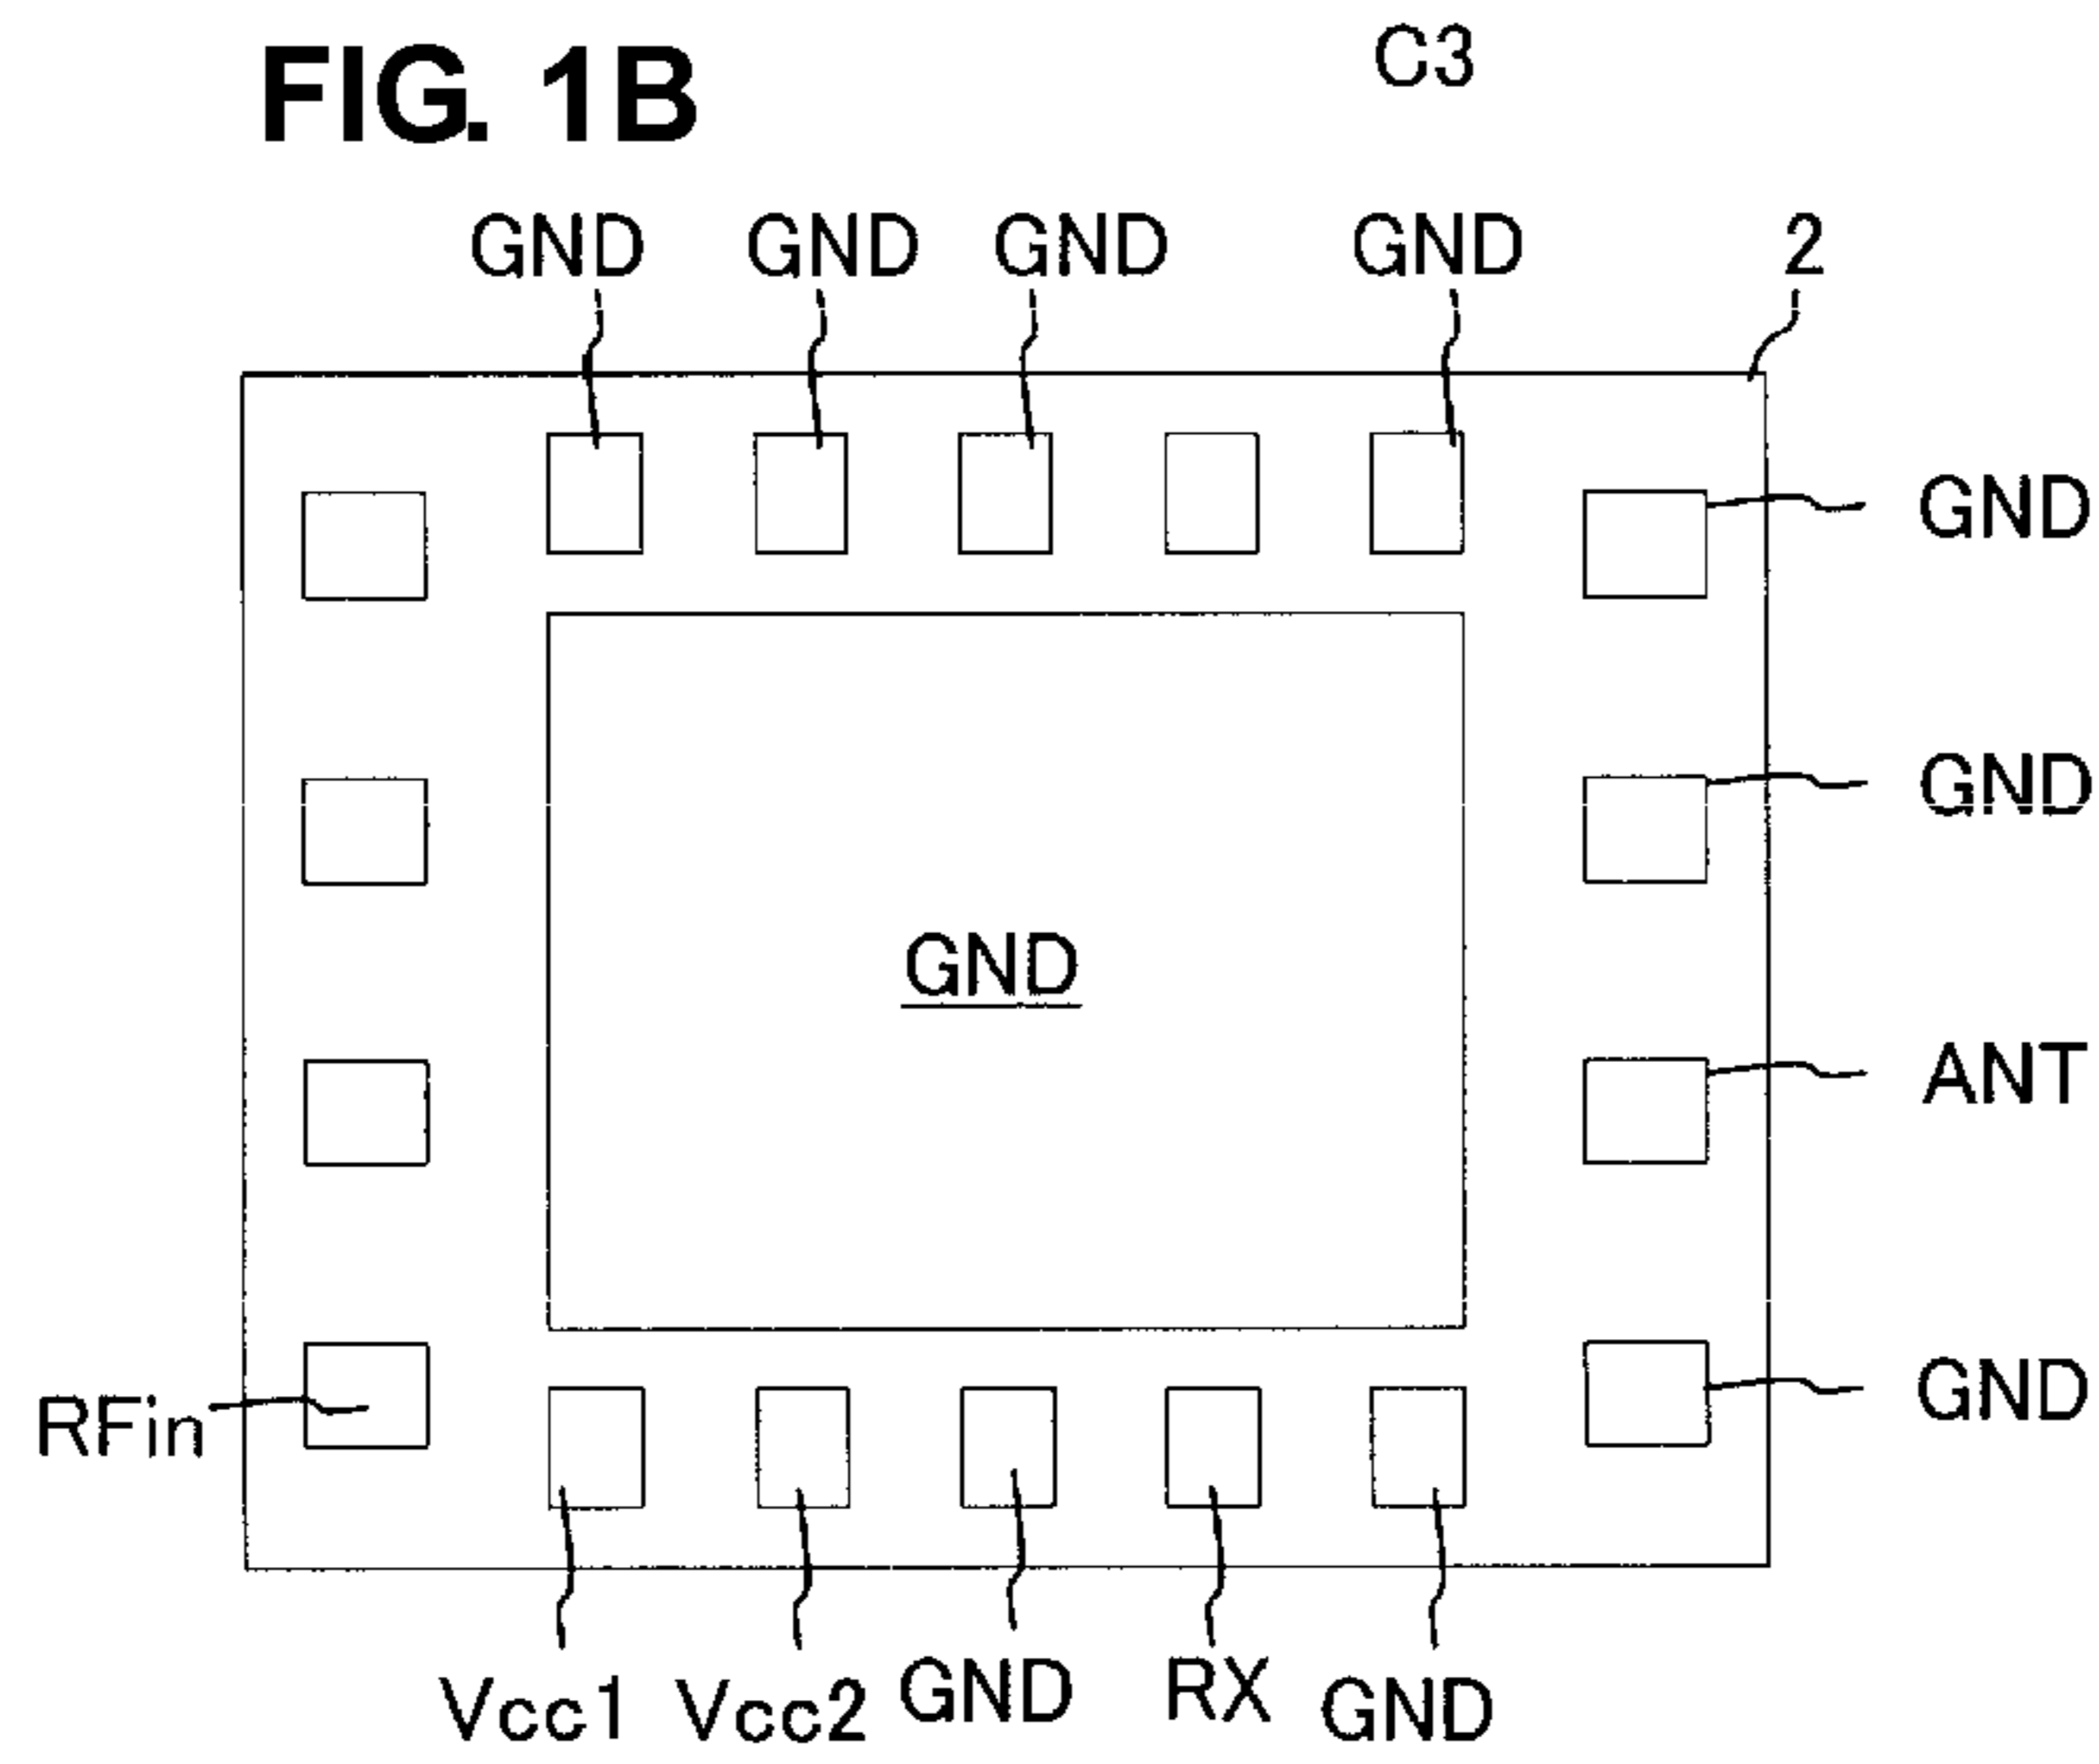 FIG. 1B
C3
GND GND GND GND 2
GND
GND
GND
ANT
GND
RFin
Vcc1 Vcc2 GND RX GND